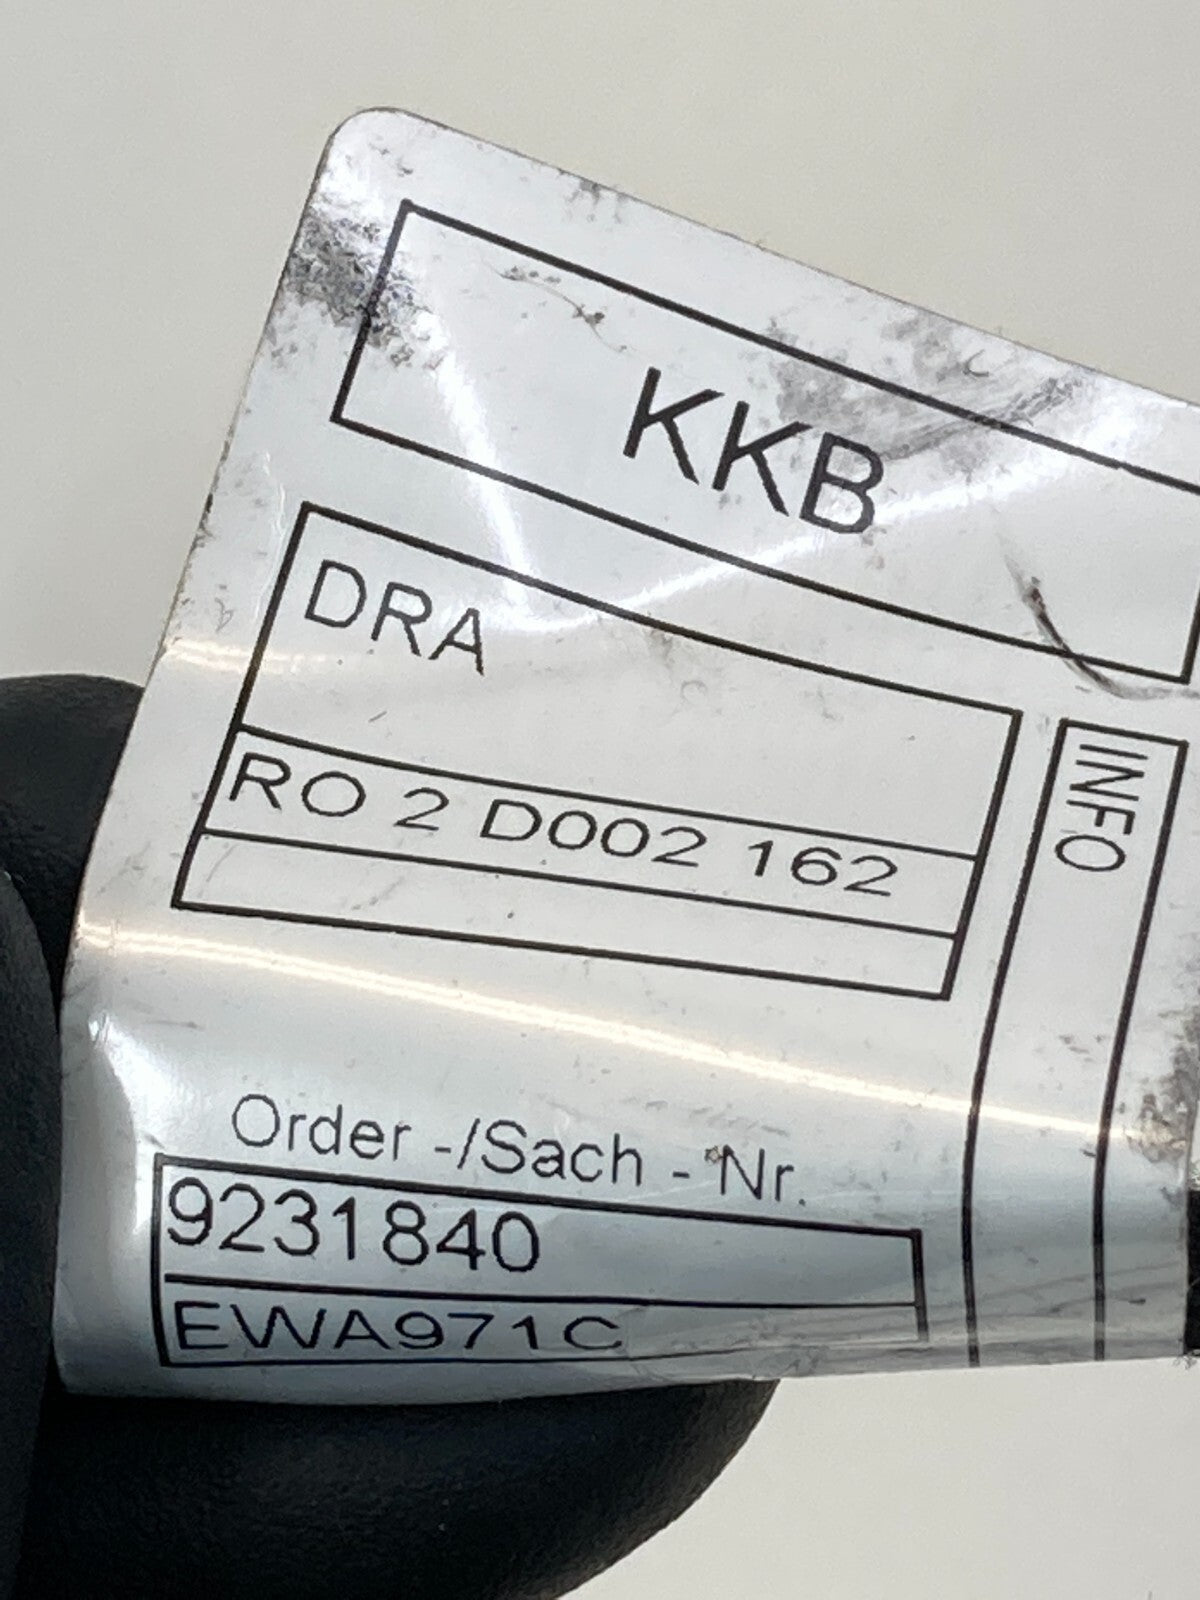 KKB
DRA
RO 2 D002 162
INFO
Order -/Sach - Nr.
9231840
EWA971C